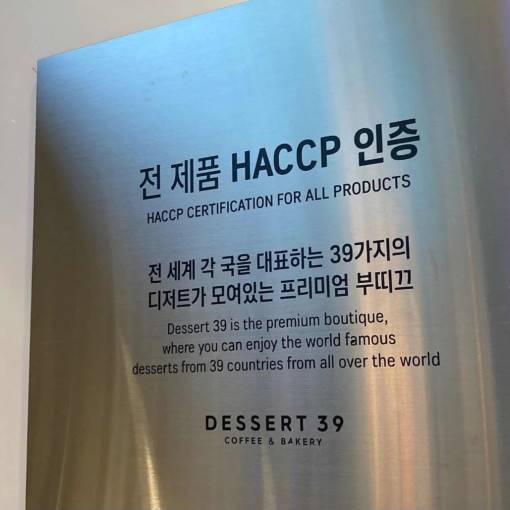 전 제품 HACCP 인증
HACCP CERTIFICATION FOR ALL PRODUCTS
전 세계 각 국을 대표하는 39가지의
디저트가 모여있는 프리미엄 부띠끄
Dessert 39 is the premium boutique,
where you can enjoy the world famous
desserts from 39 countries from all over the world
DESSERT 39
COFFEE & BAKERY